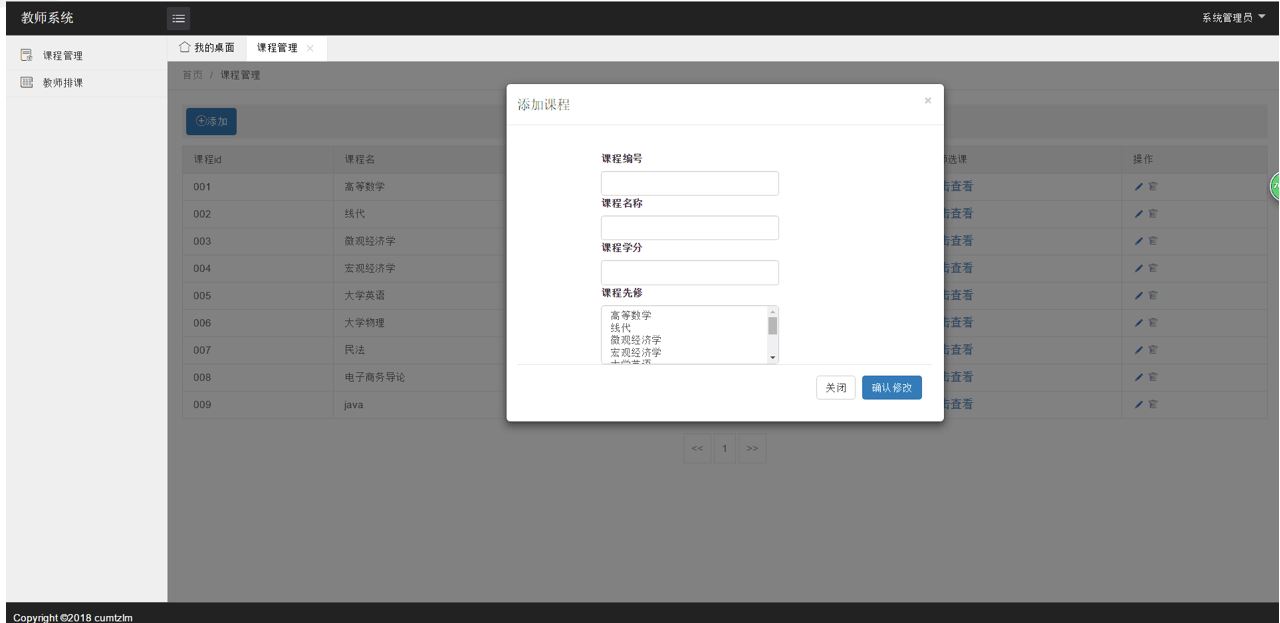 教师系统
系统管理员
课程管理
教师排课
我的桌面 课程管理 ×
首页 / 课程管理
添加
课程id 课程名 选课 操作
001 高等数学 击查看
002 线代 击查看
003 微观经济学 击查看
004 宏观经济学 击查看
005 大学英语 击查看
006 大学物理 击查看
007 民法 击查看
008 电子商务导论 击查看
009 java 击查看
<< 1 >>
添加课程 ×
课程编号
课程名称
课程学分
课程先修
高等数学
线代
微观经济学
宏观经济学
大学英语
关闭 确认修改
Copyright ©2018 cumtzlm